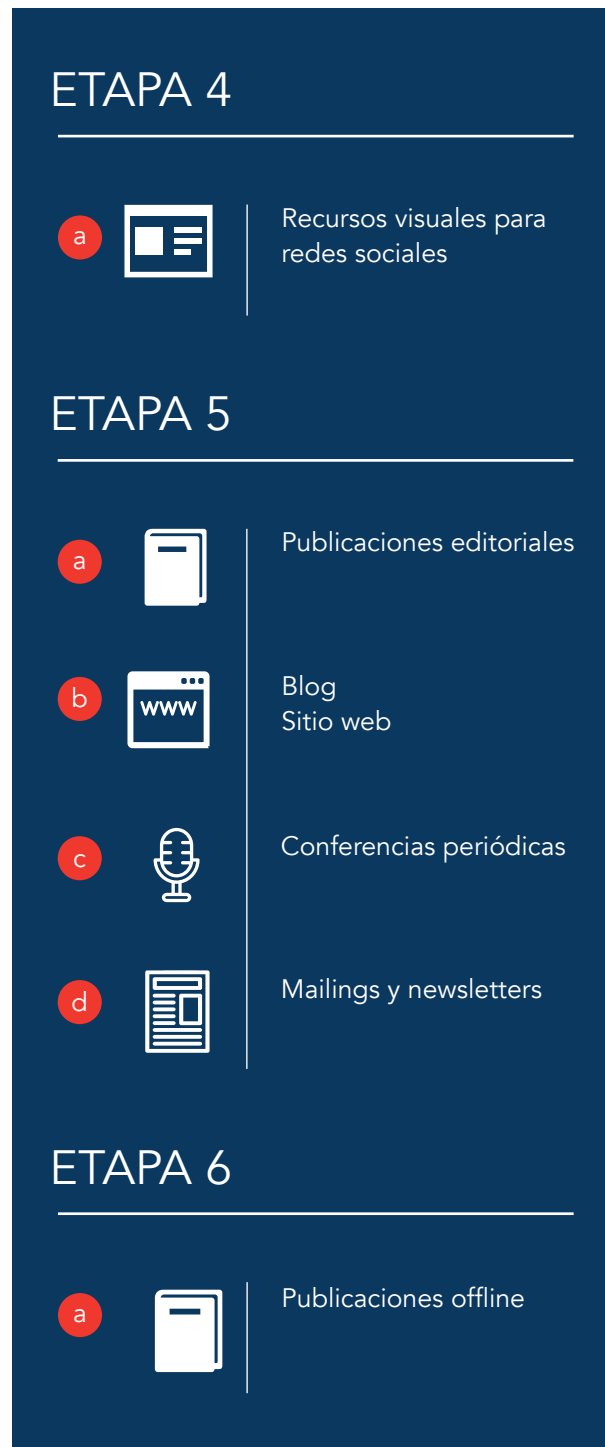 ETAPA 4
a
Recursos visuales para
redes sociales
ETAPA 5
a
Publicaciones editoriales
b
www
Blog
Sitio web
c
Conferencias periódicas
d
Mailings y newsletters
ETAPA 6
a
Publicaciones offline